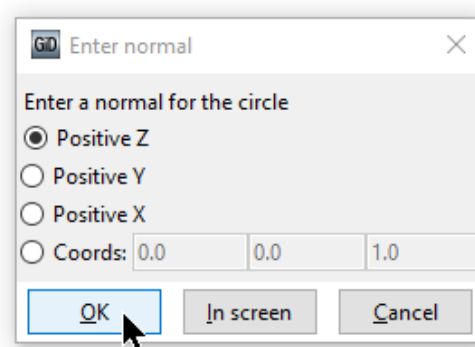 GiD Enter normal
Enter a normal for the circle
Positive Z
Positive Y
Positive X
Coords: 0.0 0.0 1.0
OK In screen Cancel